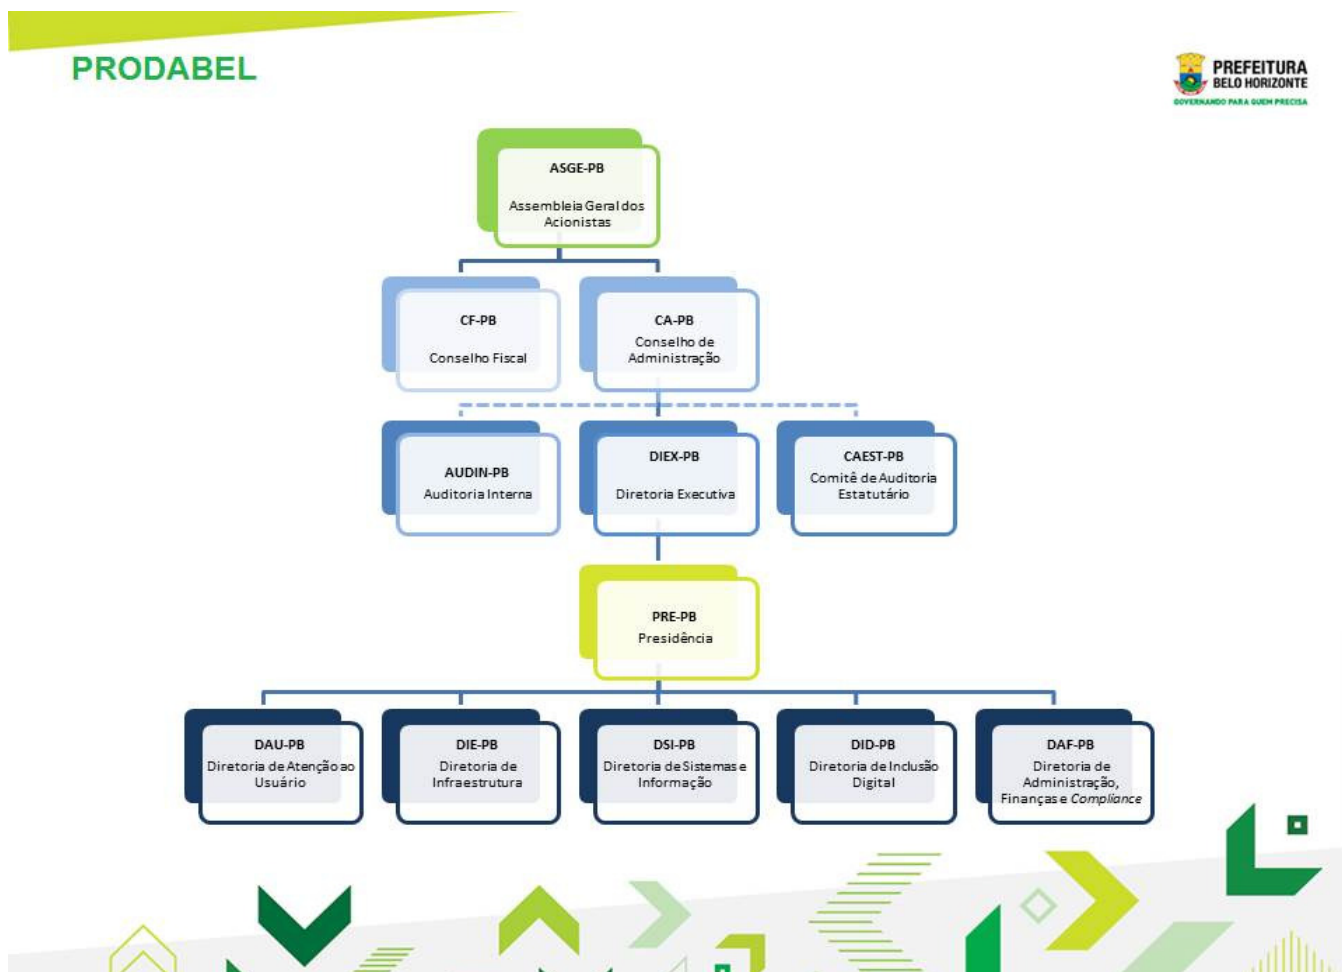 PRODABEL
PREFEITURA
BELO HORIZONTE
GOVERNANDO PARA QUEM PRECISA
ASGE-PB
Assembleia Geral dos
Acionistas
CF-PB
Conselho Fiscal
CA-PB
Conselho de
Administração
AUDIN-PB
Auditoria Interna
DIEX-PB
Diretoria Executiva
CAEST-PB
Comitê de Auditoria
Estatutário
PRE-PB
Presidência
DAU-PB
Diretoria de Atenção ao
Usuário
DIE-PB
Diretoria de
Infraestrutura
DSI-PB
Diretoria de Sistemas e
Informação
DID-PB
Diretoria de Inclusão
Digital
DAF-PB
Diretoria de
Administração,
Finanças e Compliance